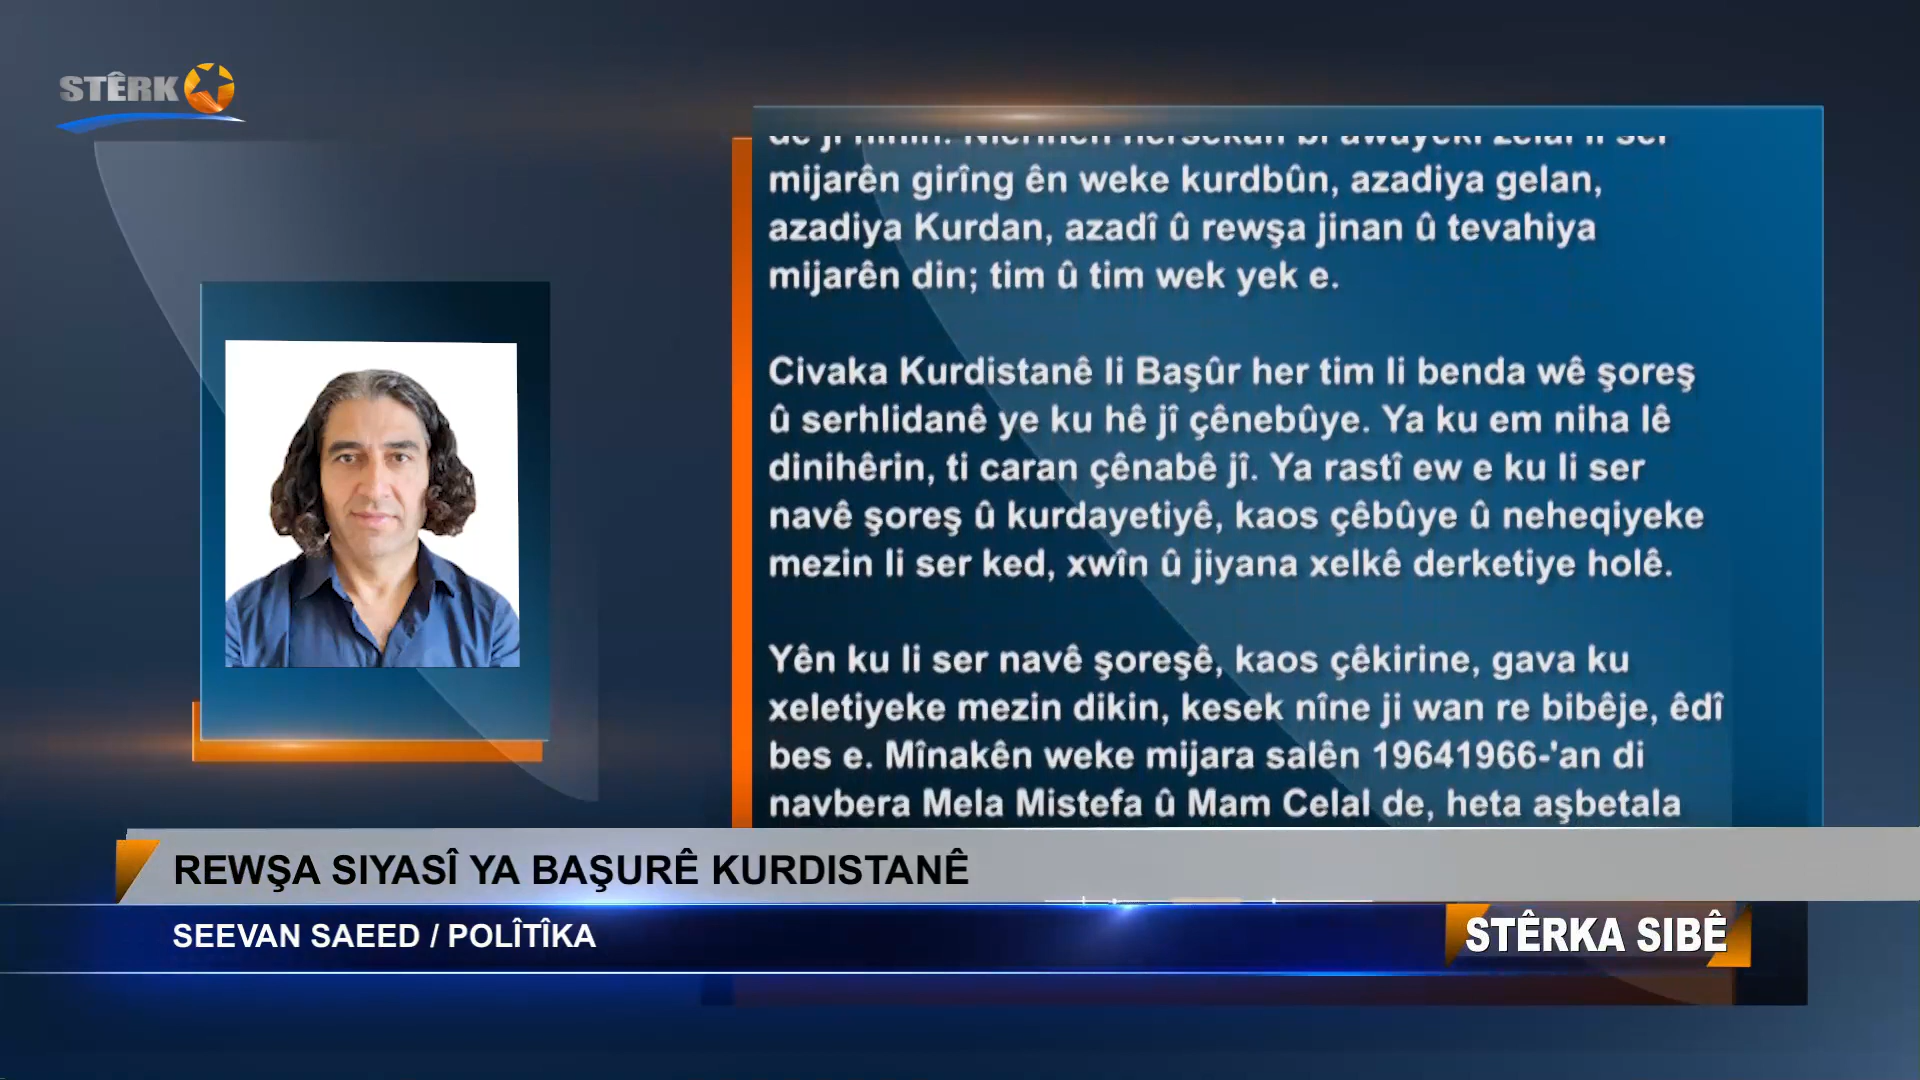 STÊRK
mijarên girîng ên weke kurdbûn, azadiya gelan,
azadiya Kurdan, azadî û rewşa jinan û tevahiya
mijarên din; tim û tim wek yek e.
Civaka Kurdistanê li Başûr her tim li benda wê şoreş
û serhlidanê ye ku hê jî çênebûye. Ya ku em niha lê
dinihêrin, ti caran çênabê jî. Ya rastî ew e ku li ser
navê şoreş û kurdayetiyê, kaos çêbûye û neheqiyeke
mezin li ser ked, xwîn û jiyana xelkê derketiye holê.
Yên ku li ser navê şoreşê, kaos çêkirine, gava ku
xeletiyeke mezin dikin, kesek nîne ji wan re bibêje, êdî
bes e. Mînakên weke mijara salên 19641966-'an di
navbera Mela Mistefa û Mam Celal de, heta aşbetala
REWŞA SIYASÎ YA BAŞURÊ KURDISTANÊ
SEEVAN SAEED / POLÎTÎKA
STÊRKA SIBÊ